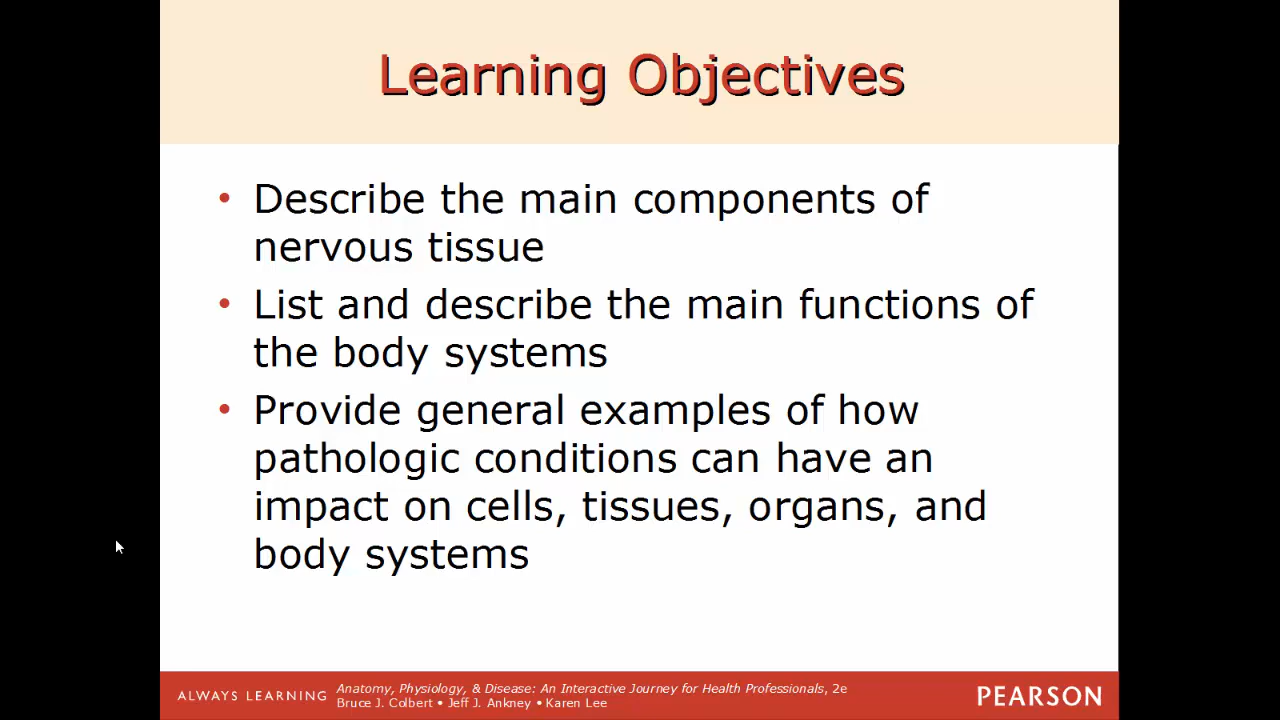 Learning Objectives
• Describe the main components of
nervous tissue
• List and describe the main functions of
the body systems
• Provide general examples of how
pathologic conditions can have an
impact on cells, tissues, organs, and
body systems
ALWAYS LEARNING
Anatomy, Physiology, & Disease: An Interactive Journey for Health Professionals, 2e
Bruce J. Colbert • Jeff J. Ankney • Karen Lee
PEARSON